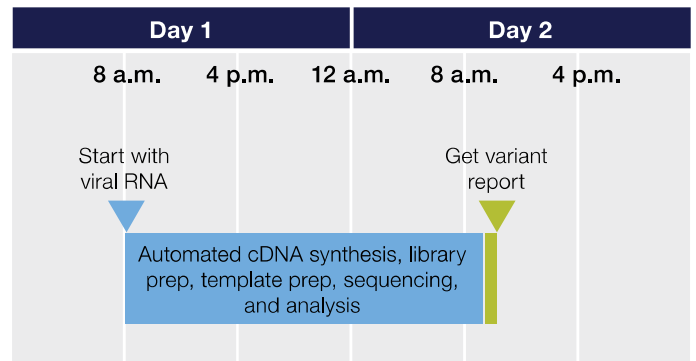 Day 1
Day 2
8 a.m.
4 p.m.
12 a.m.
8 a.m.
4 p.m.
Start with
viral RNA
Get variant
report
Automated cDNA synthesis, library
prep, template prep, sequencing,
and analysis